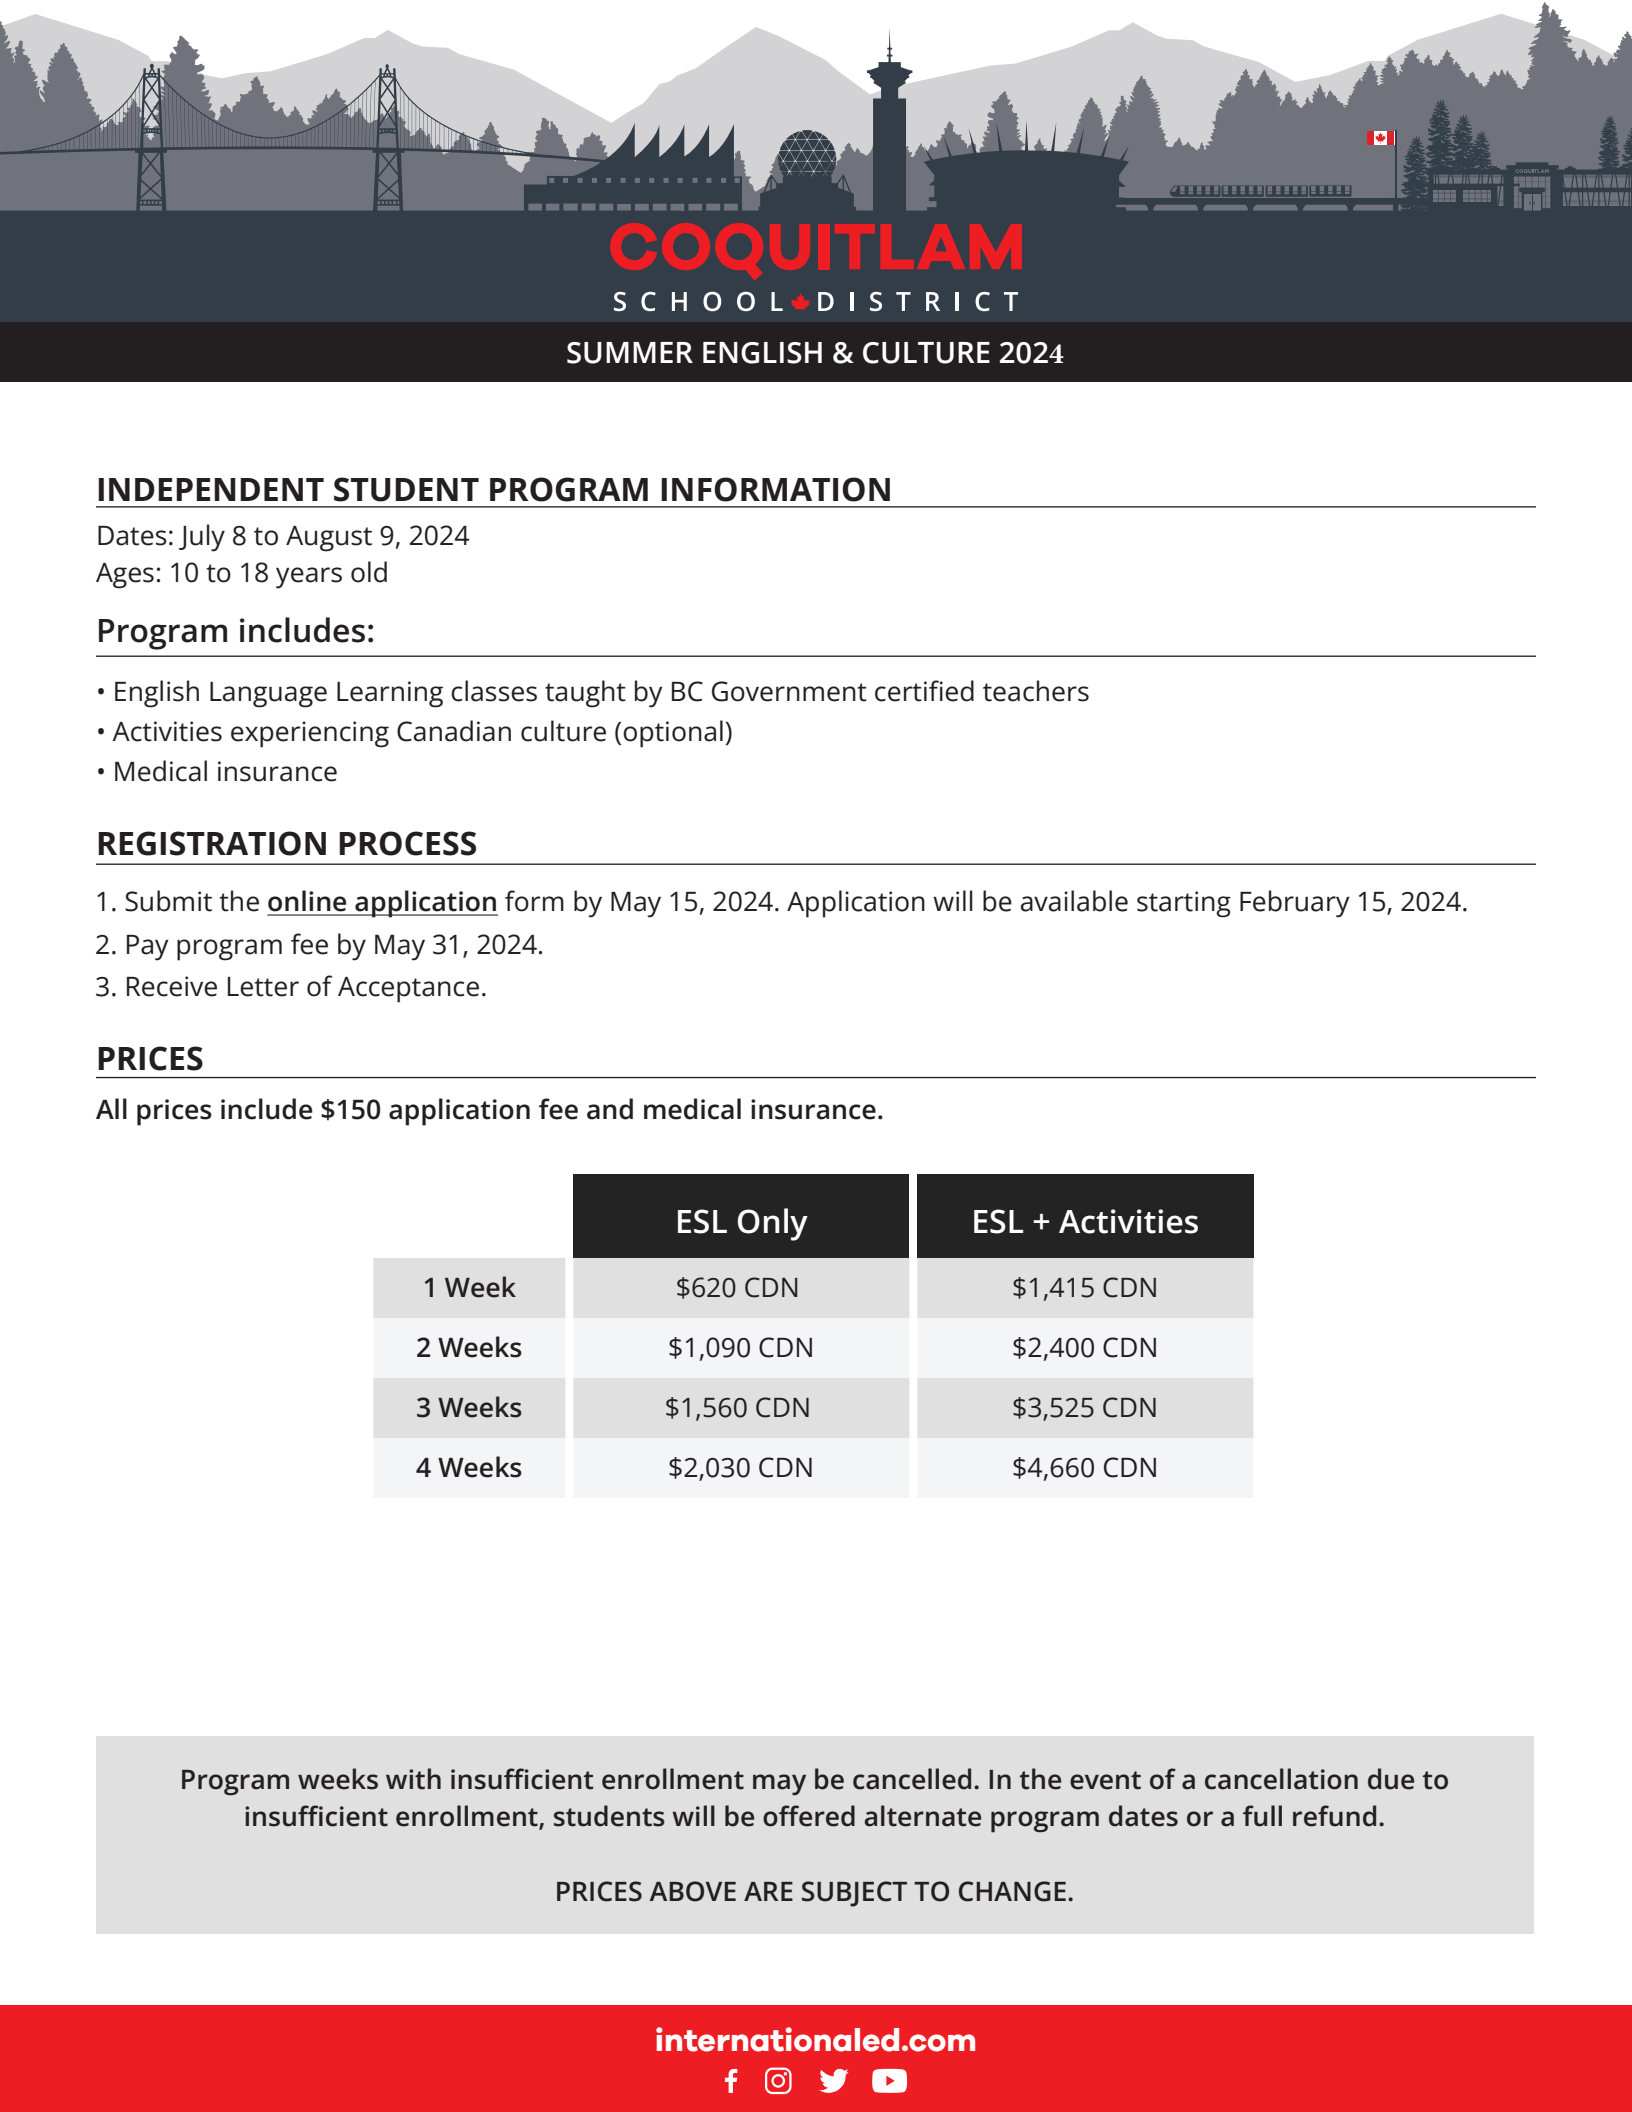 COQUITLAM
COQUITLAM
SCHOOL DISTRICT
SUMMER ENGLISH & CULTURE 2024
INDEPENDENT STUDENT PROGRAM INFORMATION
Dates: July 8 to August 9, 2024
Ages: 10 to 18 years old
Program includes:
• English Language Learning classes taught by BC Government certified teachers
• Activities experiencing Canadian culture (optional)
• Medical insurance
REGISTRATION PROCESS
1. Submit the online application form by May 15, 2024. Application will be available starting February 15, 2024.
2. Pay program fee by May 31, 2024.
3. Receive Letter of Acceptance.
PRICES
All prices include $150 application fee and medical insurance.
ESL Only ESL + Activities
1 Week $620 CDN $1,415 CDN
2 Weeks $1,090 CDN $2,400 CDN
3 Weeks $1,560 CDN $3,525 CDN
4 Weeks $2,030 CDN $4,660 CDN
Program weeks with insufficient enrollment may be cancelled. In the event of a cancellation due to
insufficient enrollment, students will be offered alternate program dates or a full refund.
PRICES ABOVE ARE SUBJECT TO CHANGE.
internationaled.com